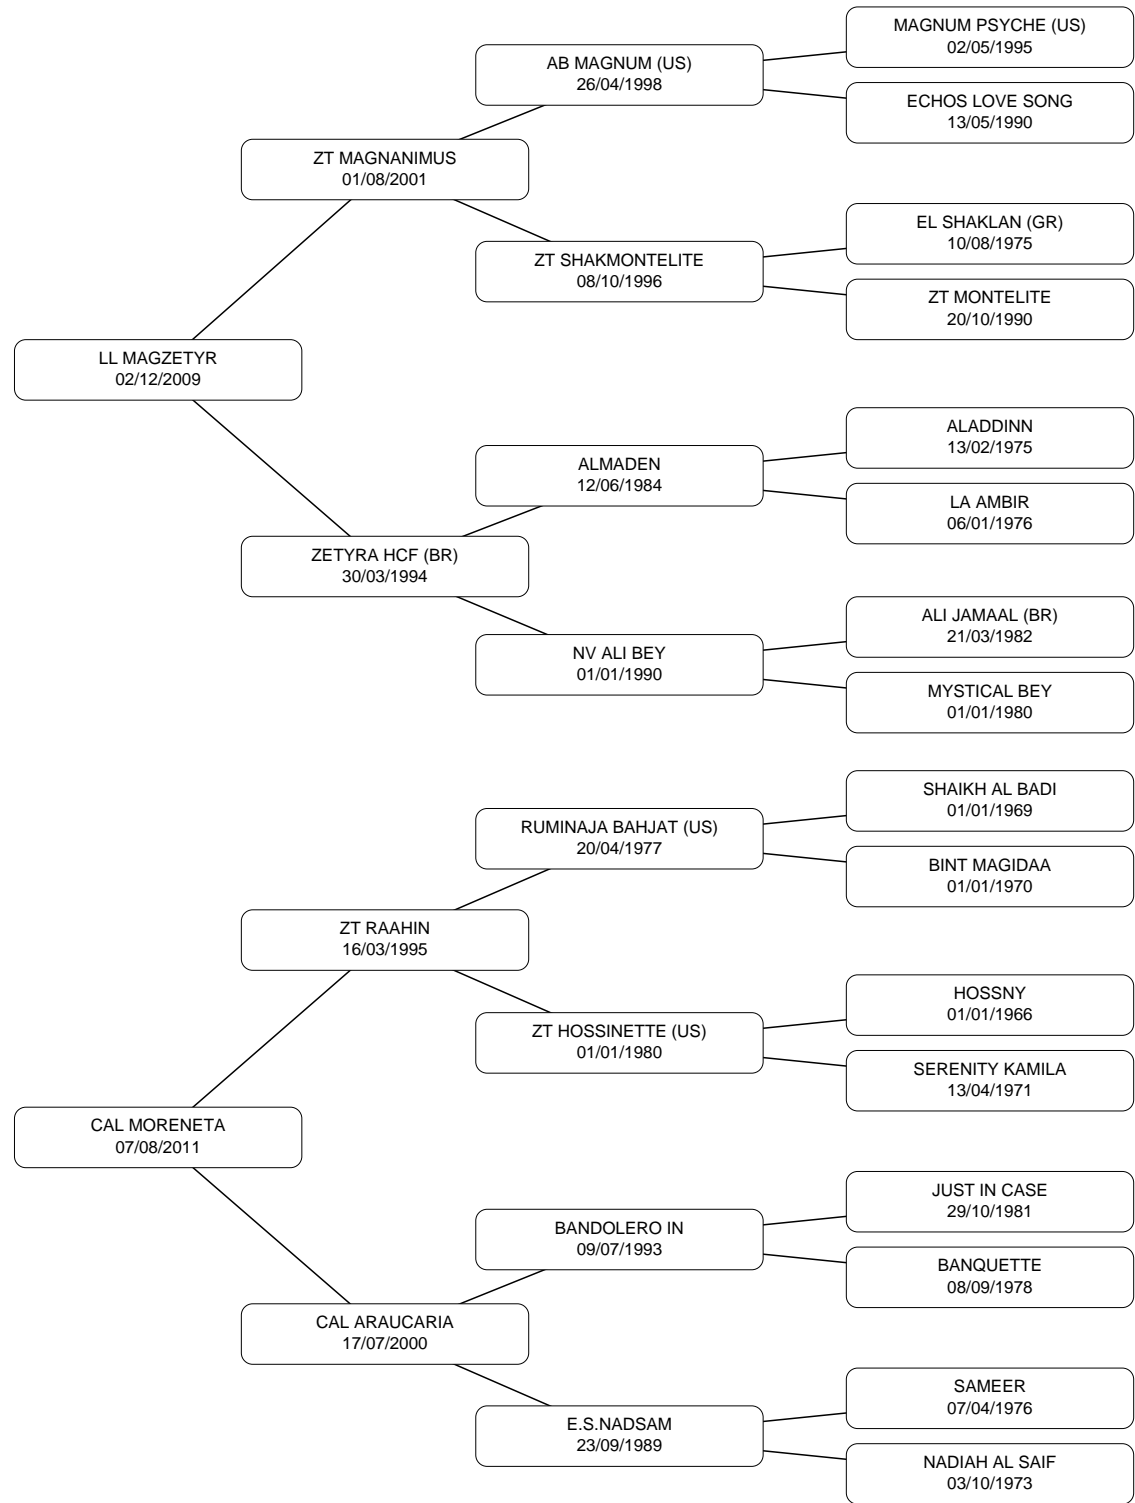 MAGNUM PSYCHE (US)
02/05/1995
AB MAGNUM (US)
26/04/1998
ECHOS LOVE SONG
13/05/1990
ZT MAGNANIMUS
01/08/2001
EL SHAKLAN (GR)
10/08/1975
ZT SHAKMONTELITE
08/10/1996
ZT MONTELITE
20/10/1990
LL MAGZETYR
02/12/2009
ALADDINN
13/02/1975
ALMADEN
12/06/1984
LA AMBIR
06/01/1976
ZETYRA HCF (BR)
30/03/1994
ALI JAMAAL (BR)
21/03/1982
NV ALI BEY
01/01/1990
MYSTICAL BEY
01/01/1980
SHAIKH AL BADI
01/01/1969
RUMINAJA BAHJAT (US)
20/04/1977
BINT MAGIDAA
01/01/1970
ZT RAAHIN
16/03/1995
HOSSNY
01/01/1966
ZT HOSSINETTE (US)
01/01/1980
SERENITY KAMILA
13/04/1971
CAL MORENETA
07/08/2011
JUST IN CASE
29/10/1981
BANDOLERO IN
09/07/1993
BANQUETTE
08/09/1978
CAL ARAUCARIA
17/07/2000
SAMEER
07/04/1976
E.S.NADSAM
23/09/1989
NADIAH AL SAIF
03/10/1973